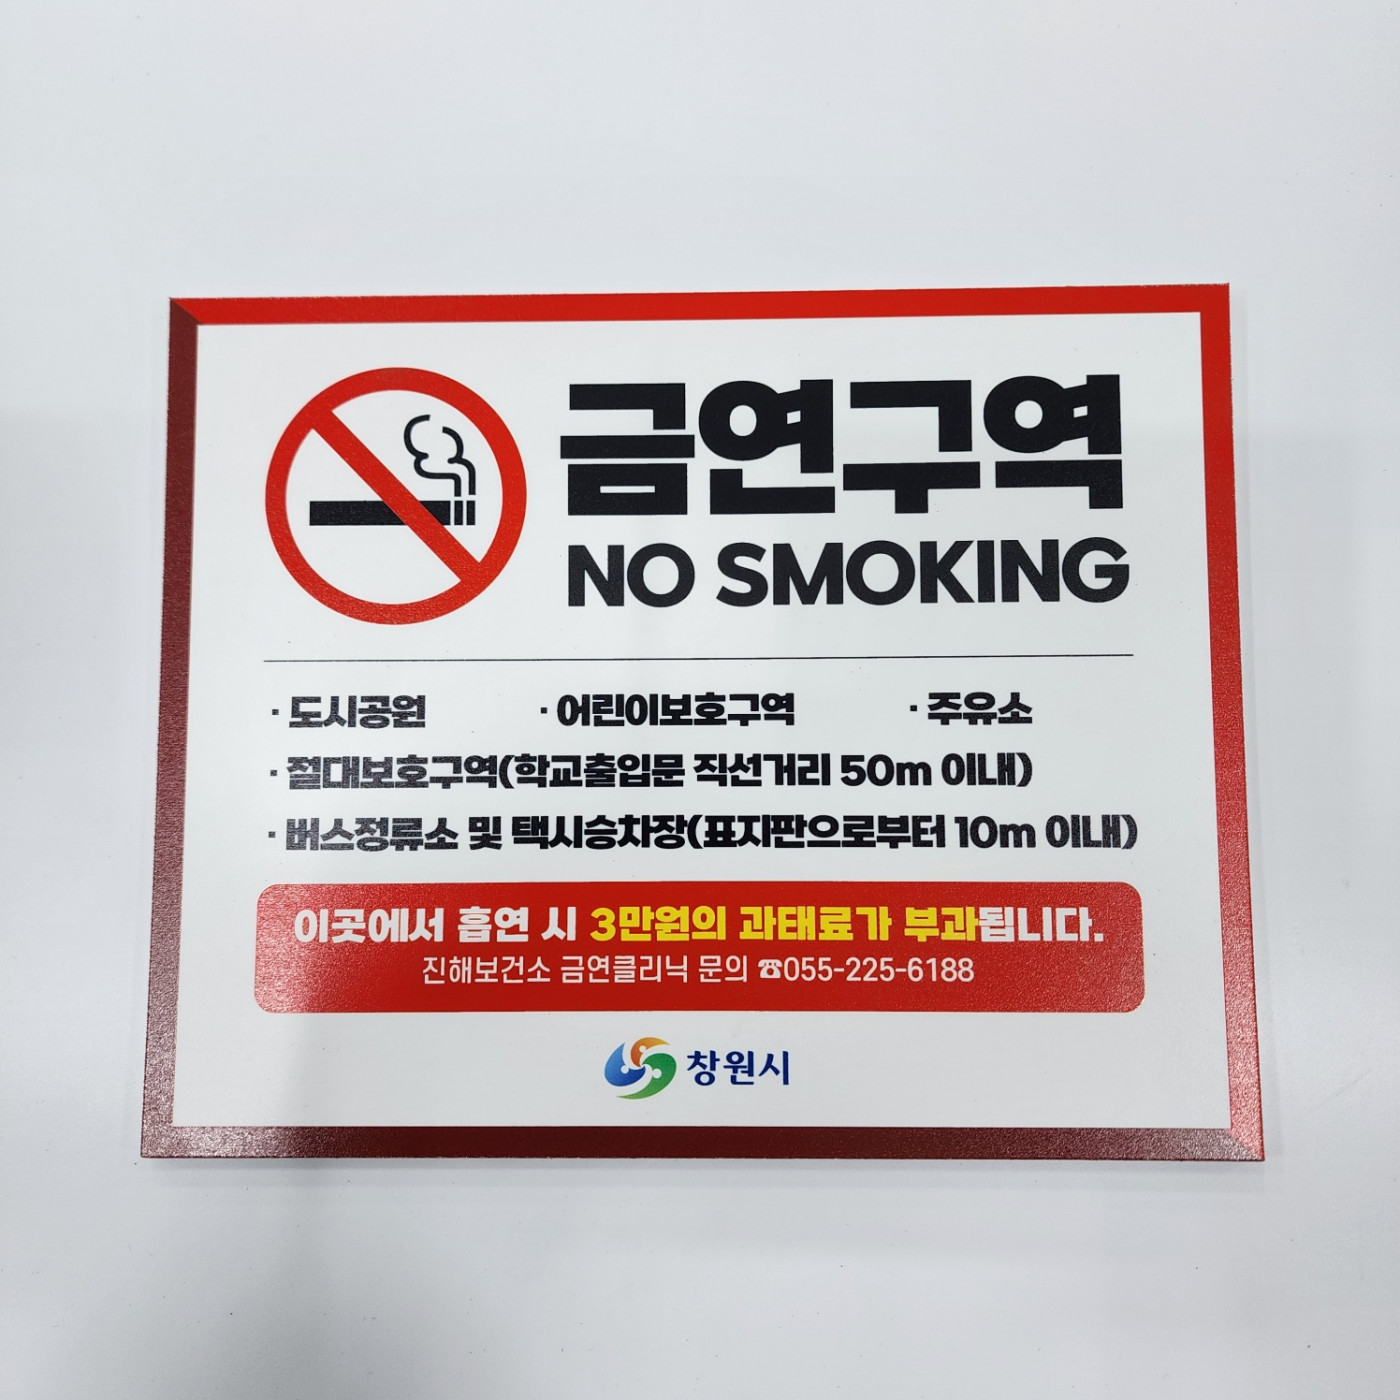 금연구역
NO SMOKING
· 도시공원 · 어린이보호구역 · 주유소
· 절대보호구역(학교출입문 직선거리 50m 이내)
· 버스정류소 및 택시승차장(표지판으로부터 10m 이내)
이곳에서 흡연 시 3만원의 과태료가 부과됩니다.
진해보건소 금연클리닉 문의 ☎055-225-6188
창원시